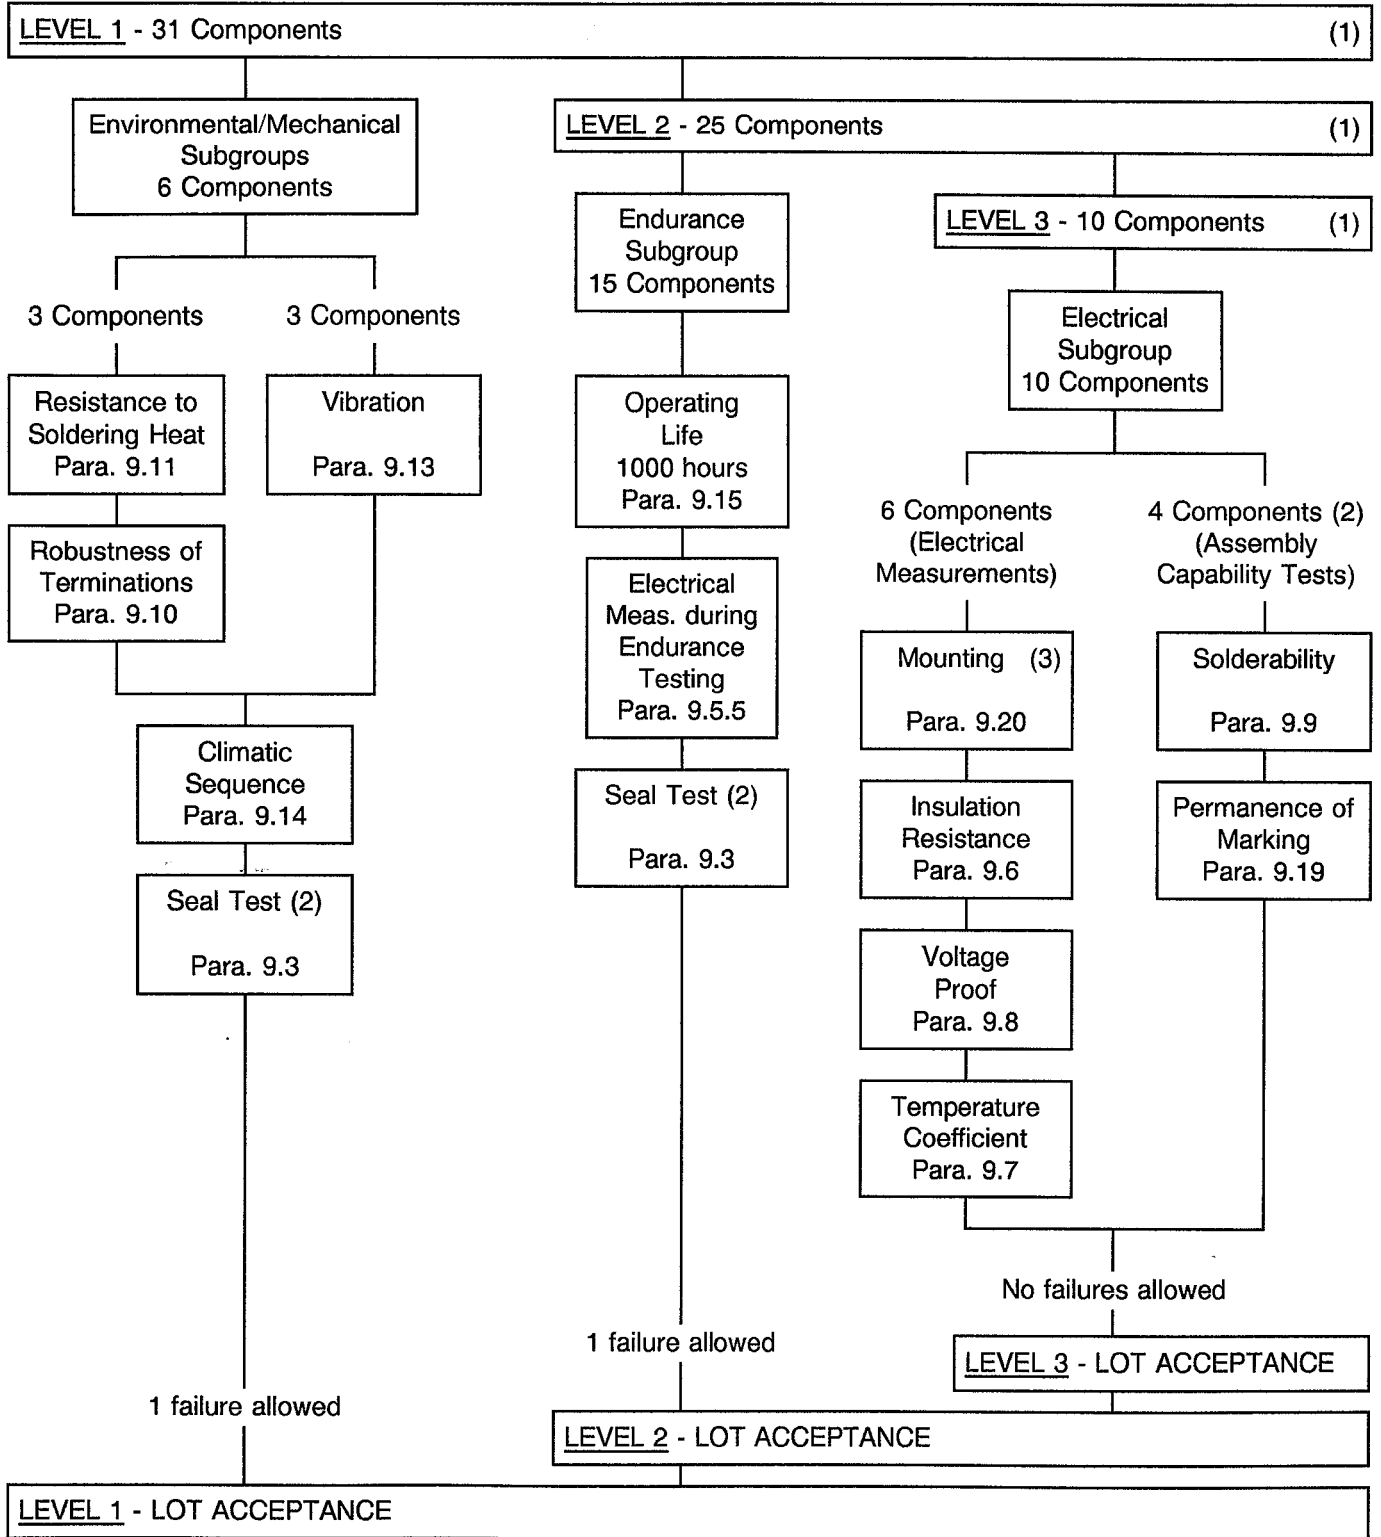 LEVEL 1 - 31 Components (1)
Environmental/Mechanical
Subgroups
6 Components
LEVEL 2 - 25 Components (1)
Endurance
Subgroup
15 Components
LEVEL 3 - 10 Components (1)
Electrical
Subgroup
10 Components
3 Components
3 Components
Resistance to
Soldering Heat
Para. 9.11
Vibration
Para. 9.13
Robustness of
Terminations
Para. 9.10
Climatic
Sequence
Para. 9.14
Seal Test (2)
Para. 9.3
1 failure allowed
Operating
Life
1000 hours
Para. 9.15
Electrical
Meas. during
Endurance
Testing
Para. 9.5.5
Seal Test (2)
Para. 9.3
1 failure allowed
6 Components
(Electrical
Measurements)
4 Components (2)
(Assembly
Capability Tests)
Mounting (3)
Para. 9.20
Insulation
Resistance
Para. 9.6
Voltage
Proof
Para. 9.8
Temperature
Coefficient
Para. 9.7
Solderability
Para. 9.9
Permanence of
Marking
Para. 9.19
No failures allowed
LEVEL 3 - LOT ACCEPTANCE
LEVEL 2 - LOT ACCEPTANCE
LEVEL 1 - LOT ACCEPTANCE